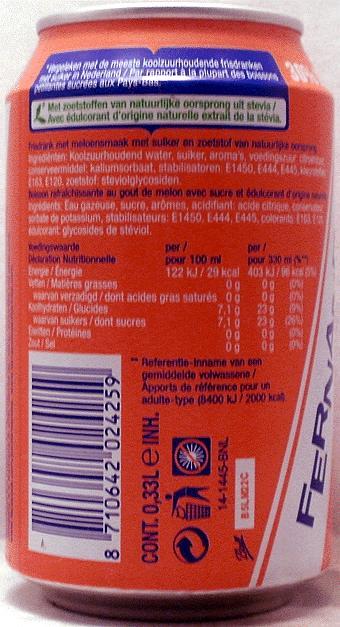 *Vergeleken met de meeste koolzuurhoudende frisdranken
met suiker in Nederland / Par rapport à la plupart des boissons
pétillantes sucrées aux Pays-Bas.
30%
Met zoetstoffen van natuurlijke oorsprong uit stevia /
Avec édulcorant d'origine naturelle extrait de la stévia.
Frisdrank met meloensmaak met suiker en zoetstof van natuurlijke oorsprong.
Ingrediënten: Koolzuurhoudend water, suiker, aroma's, voedingszuur citroenzuur,
conserveermiddel: kaliumsorbaat, stabilisatoren: E1450, E444, E445, kleurstoffen:
E163, E120, zoetstof: steviolglycosiden.
Boisson rafraîchissante au goût de melon avec sucre et édulcorant d'origine naturelle
Ingrédients: Eau gazeuse, sucre, arômes, acidifiant: acide citrique, conservateur:
sorbate de potassium, stabilisateurs: E1450, E444, E445, colorants: E163, E120,
édulcorant: glycosides de stéviol.
Voedingswaarde per / per /
Déclaration Nutritionnelle pour 100 ml pour 330 ml (%**)
Energie / Énergie 122 kJ / 29 kcal 403 kJ / 96 kcal (5%)
Vetten / Matières grasses 0 g 0 g (0%)
waarvan verzadigd / dont acides gras saturés 0 g 0 g (0%)
Koolhydraten / Glucides 7,1 g 23 g (9%)
waarvan suikers / dont sucres 7,1 g 23 g (26%)
Eiwitten / Protéines 0 g 0 g (0%)
Zout / Sel 0 g 0 g (0%)
** Referentie-inname van een
gemiddelde volwassene /
Apports de référence pour un
adulte-type (8400 kJ / 2000 kcal)
8 710642 024259
CONT. 0,33L e INH.
14-1445-BNL
BSLM22C
FERNA